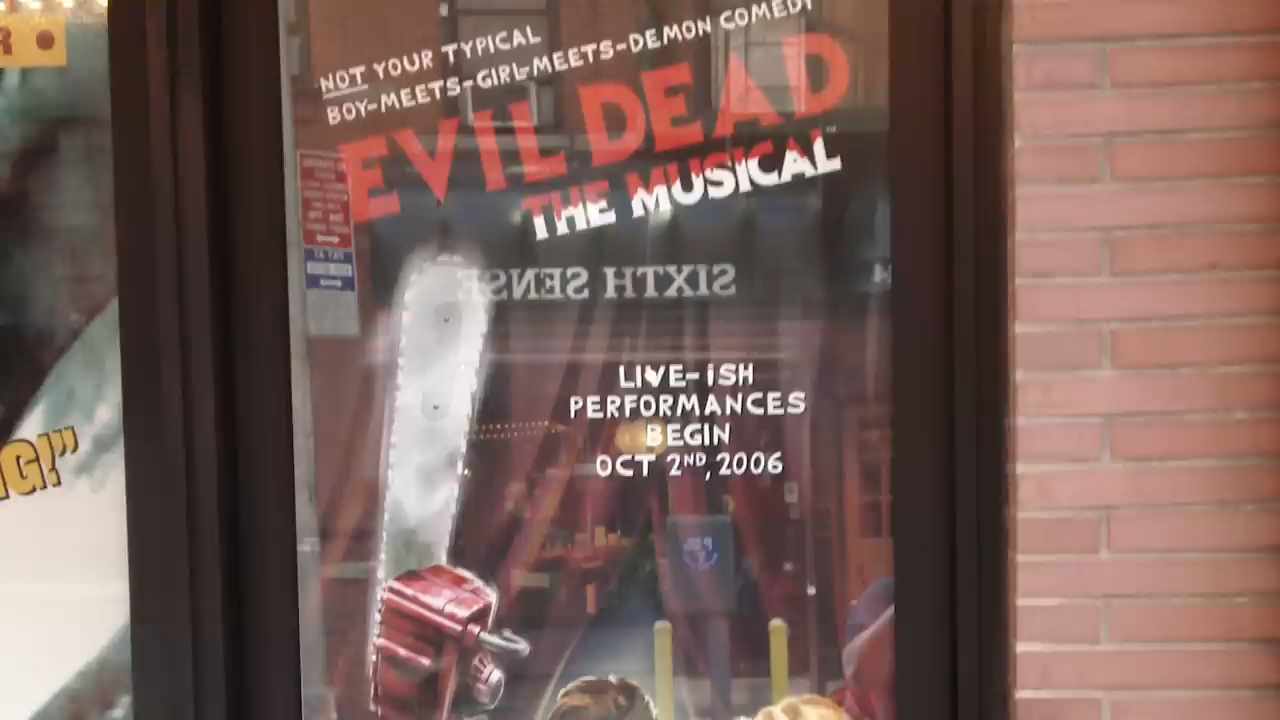 NOT YOUR TYPICAL
BOY-MEETS-GIRL-MEETS-DEMON COMEDY
EVIL DEAD
THE MUSICAL™
SIXTH SENSE
LIVE-ISH
PERFORMANCES
BEGIN
OCT 2ND, 2006
G!”
R